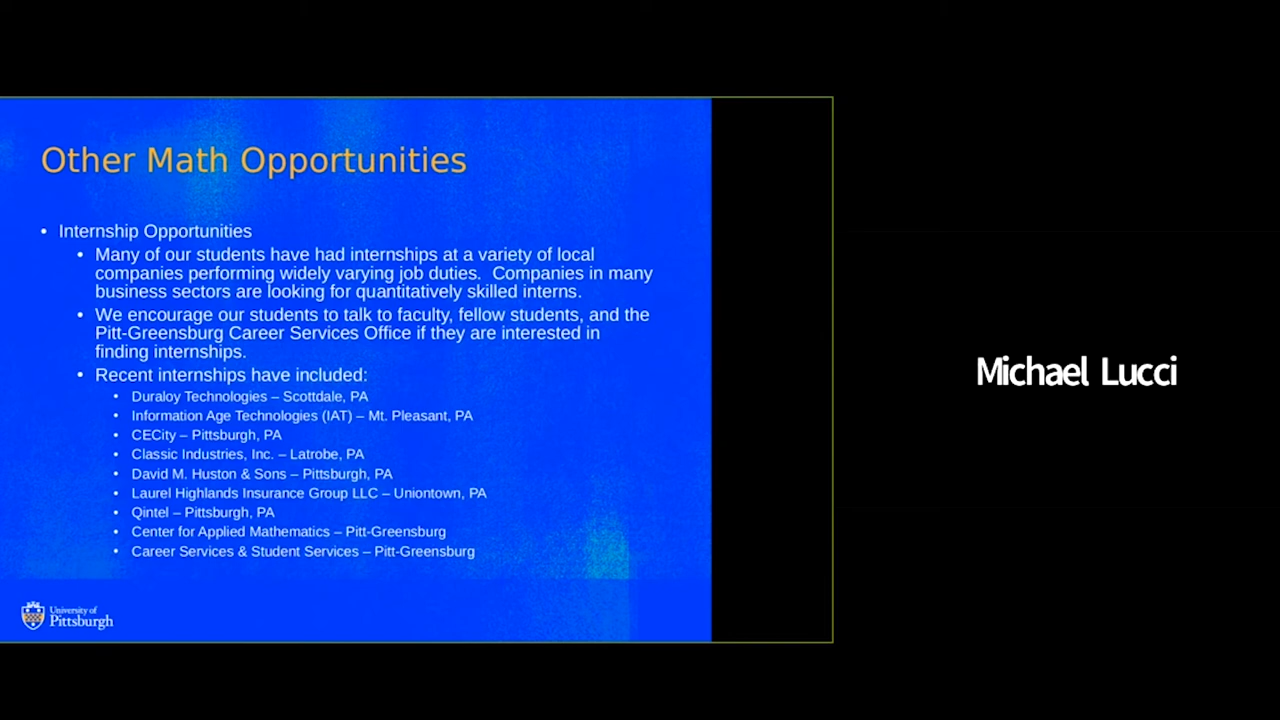 Other Math Opportunities
• Internship Opportunities
• Many of our students have had internships at a variety of local
companies performing widely varying job duties.  Companies in many
business sectors are looking for quantitatively skilled interns.
• We encourage our students to talk to faculty, fellow students, and the
Pitt-Greensburg Career Services Office if they are interested in
finding internships.
• Recent internships have included:
• Duraloy Technologies – Scottdale, PA
• Information Age Technologies (IAT) – Mt. Pleasant, PA
• CECity – Pittsburgh, PA
• Classic Industries, Inc. – Latrobe, PA
• David M. Huston & Sons – Pittsburgh, PA
• Laurel Highlands Insurance Group LLC – Uniontown, PA
• Qintel – Pittsburgh, PA
• Center for Applied Mathematics – Pitt-Greensburg
• Career Services & Student Services – Pitt-Greensburg
University of
Pittsburgh
Michael Lucci